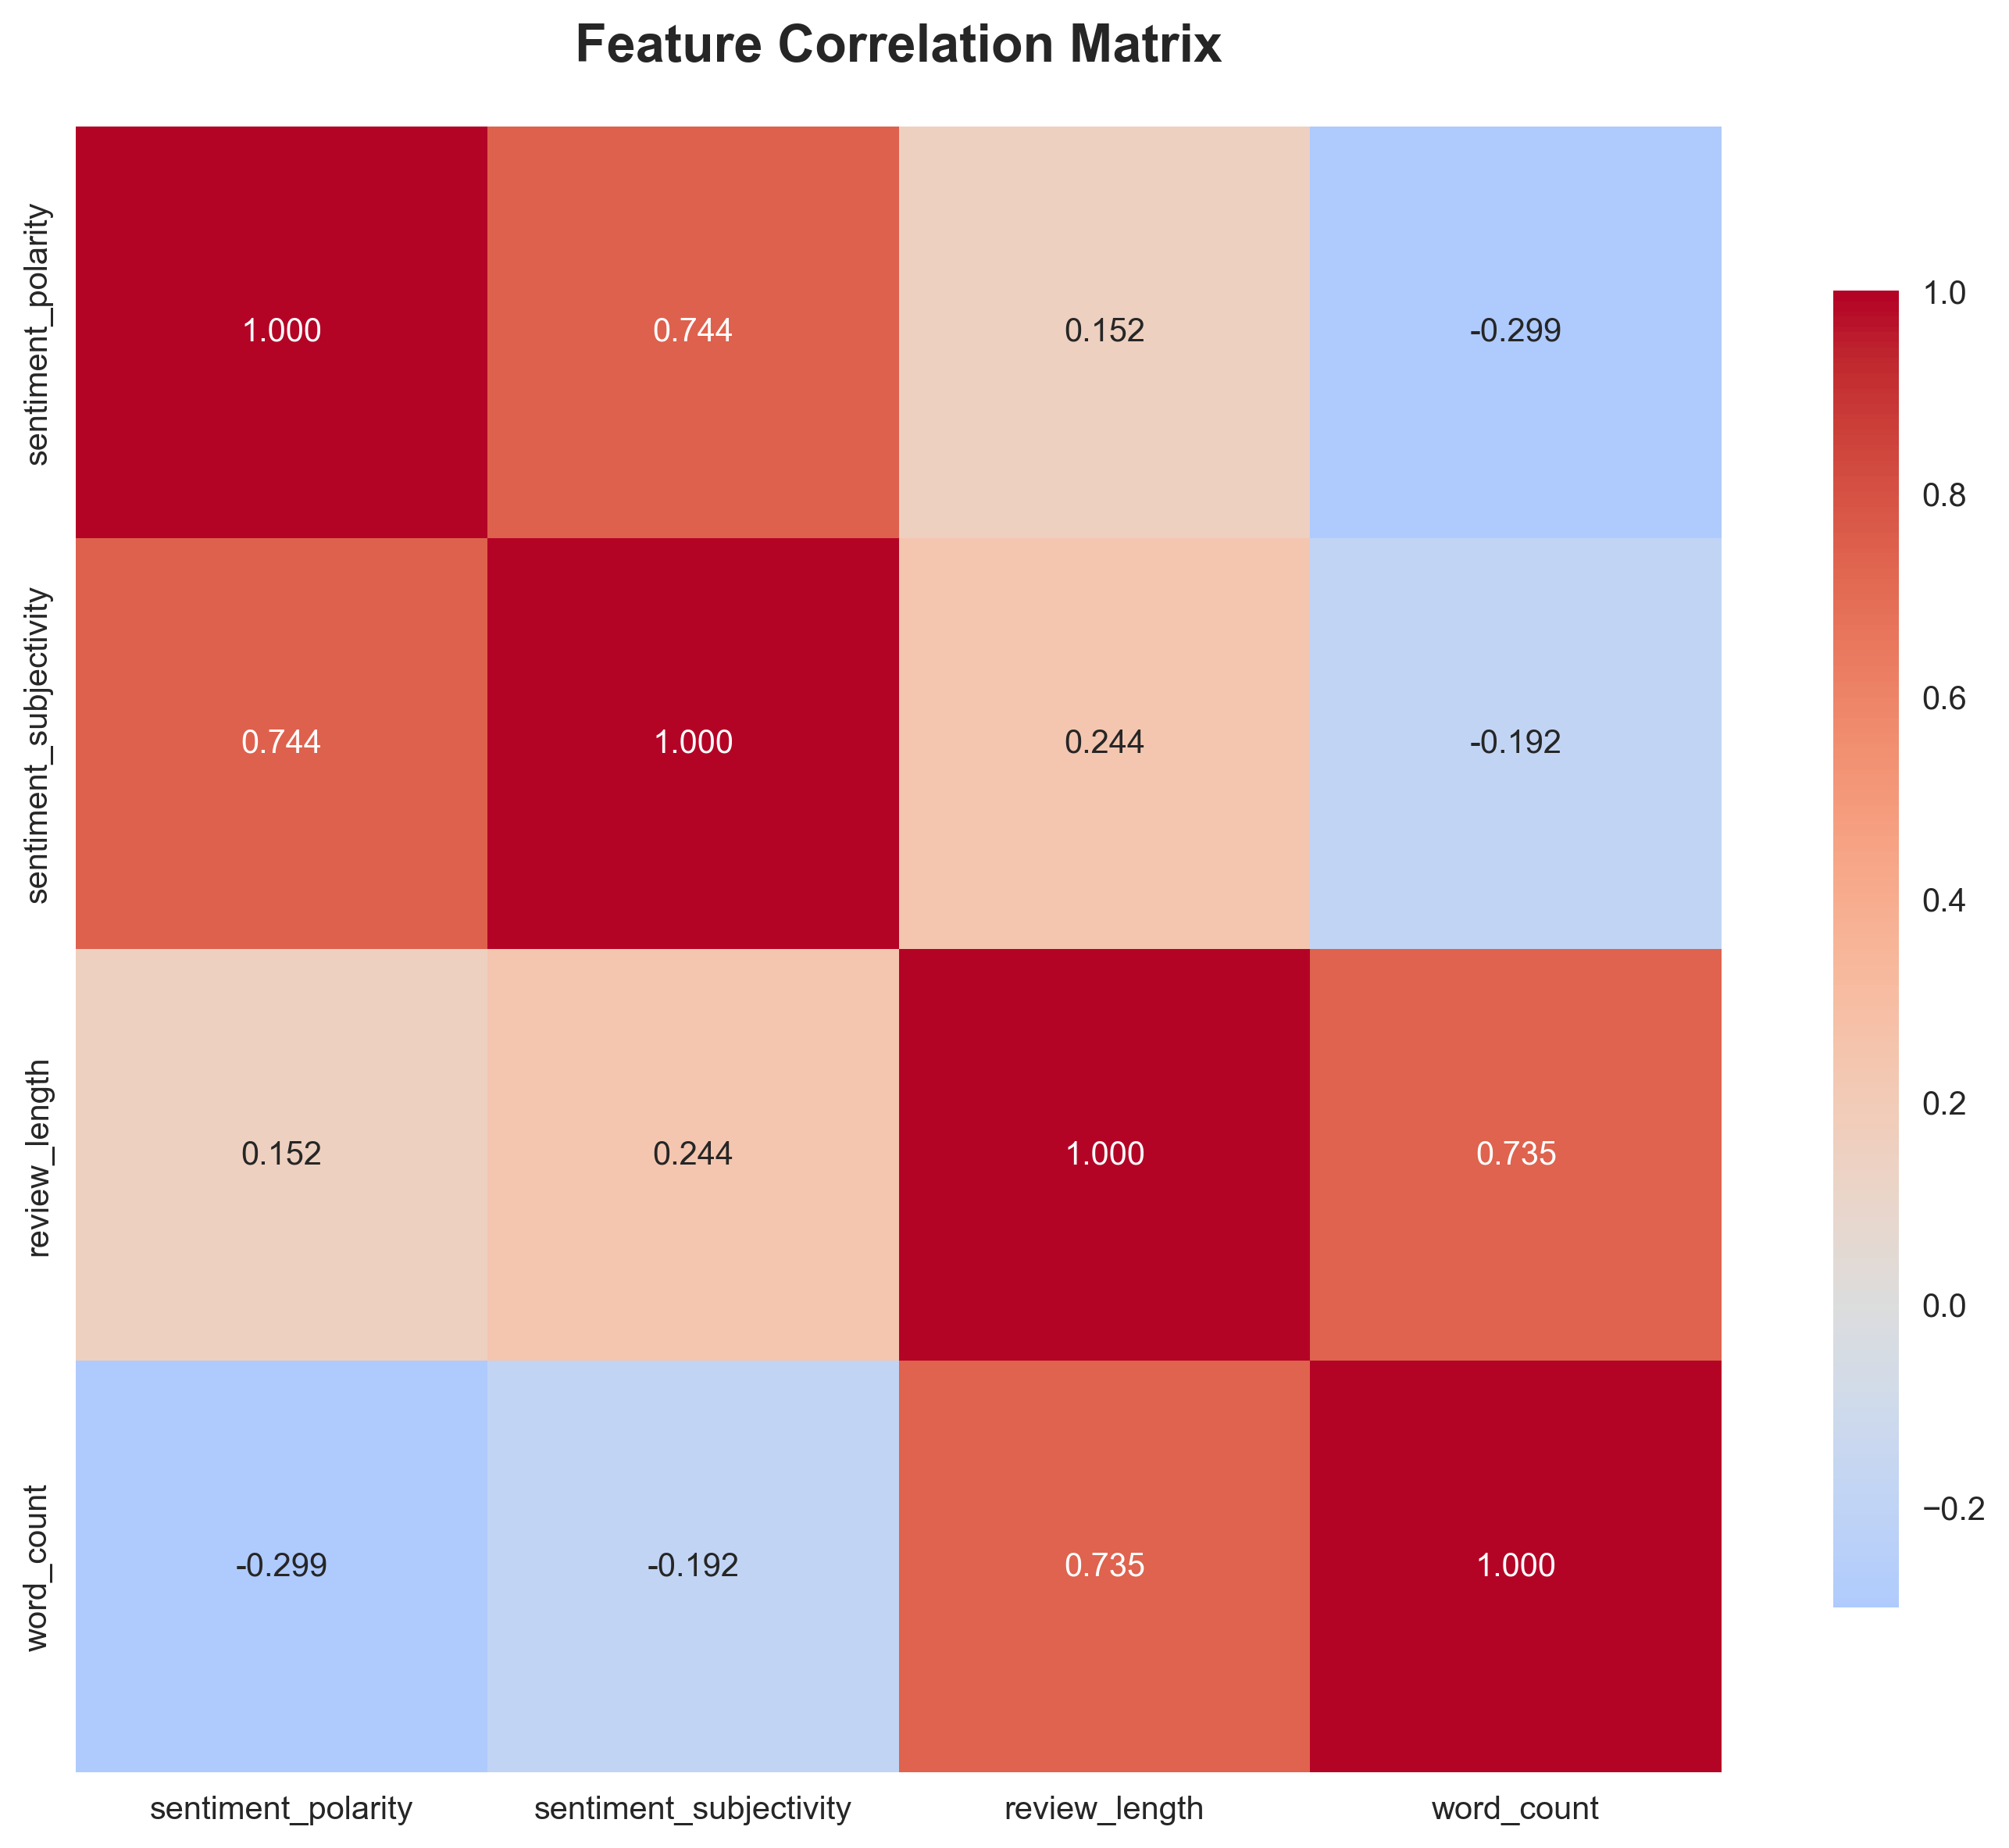 Feature Correlation Matrix
sentiment_polarity
1.000 0.744 0.152 -0.299
sentiment_subjectivity
0.744 1.000 0.244 -0.192
review_length
0.152 0.244 1.000 0.735
word_count
-0.299 -0.192 0.735 1.000
sentiment_polarity sentiment_subjectivity review_length word_count
1.0
0.8
0.6
0.4
0.2
0.0
−0.2